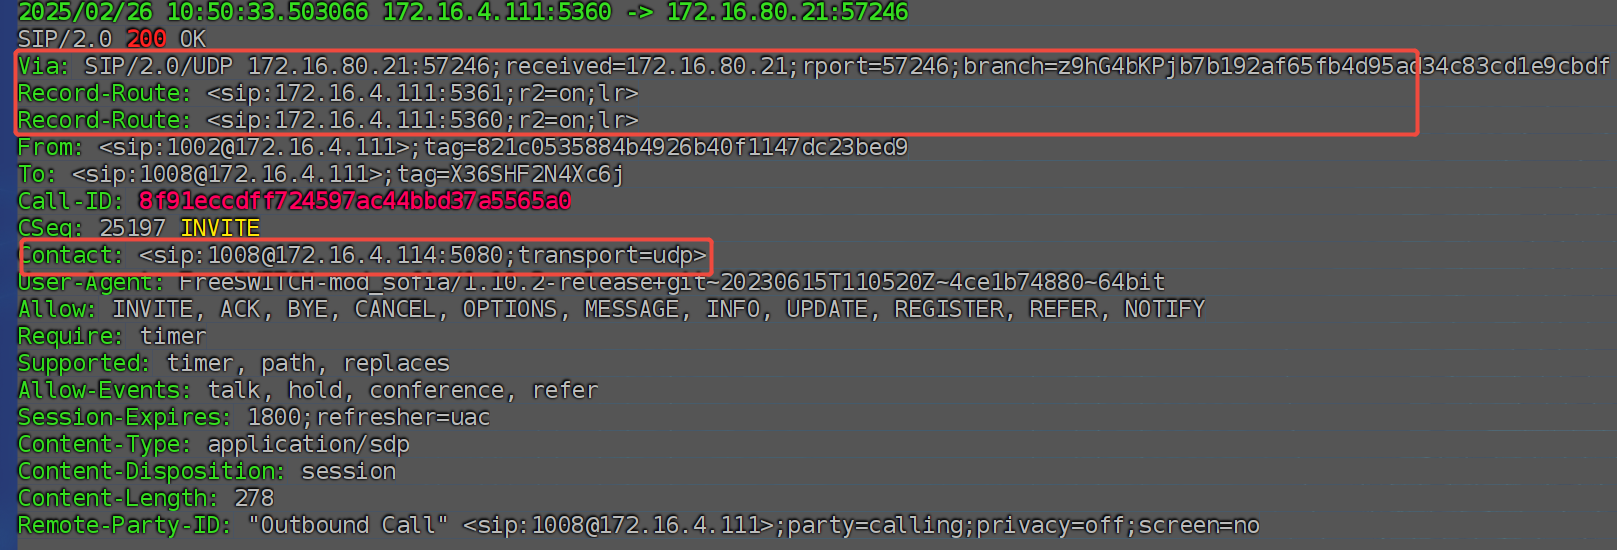 2025/02/26 10:50:33.503066 172.16.4.111:5360 -> 172.16.80.21:57246
SIP/2.0 200 OK
Via: SIP/2.0/UDP 172.16.80.21:57246;received=172.16.80.21;rport=57246;branch=z9hG4bKPjb7b192af65fb4d95ad34c83cd1e9cbdf
Record-Route: <sip:172.16.4.111:5361;r2=on;lr>
Record-Route: <sip:172.16.4.111:5360;r2=on;lr>
From: <sip:1002@172.16.4.111>;tag=821c0535884b4926b40f1147dc23bed9
To: <sip:1008@172.16.4.111>;tag=X36SHF2N4Xc6j
Call-ID: 8f91eccdff724597ac44bbd37a5565a0
CSeq: 25197 INVITE
Contact: <sip:1008@172.16.4.114:5080;transport=udp>
User-Agent: FreeSWITCH-mod_sofia/1.10.2-release+git~20230615T110520Z~4ce1b74880~64bit
Allow: INVITE, ACK, BYE, CANCEL, OPTIONS, MESSAGE, INFO, UPDATE, REGISTER, REFER, NOTIFY
Require: timer
Supported: timer, path, replaces
Allow-Events: talk, hold, conference, refer
Session-Expires: 1800;refresher=uac
Content-Type: application/sdp
Content-Disposition: session
Content-Length: 278
Remote-Party-ID: "Outbound Call" <sip:1008@172.16.4.111>;party=calling;privacy=off;screen=no